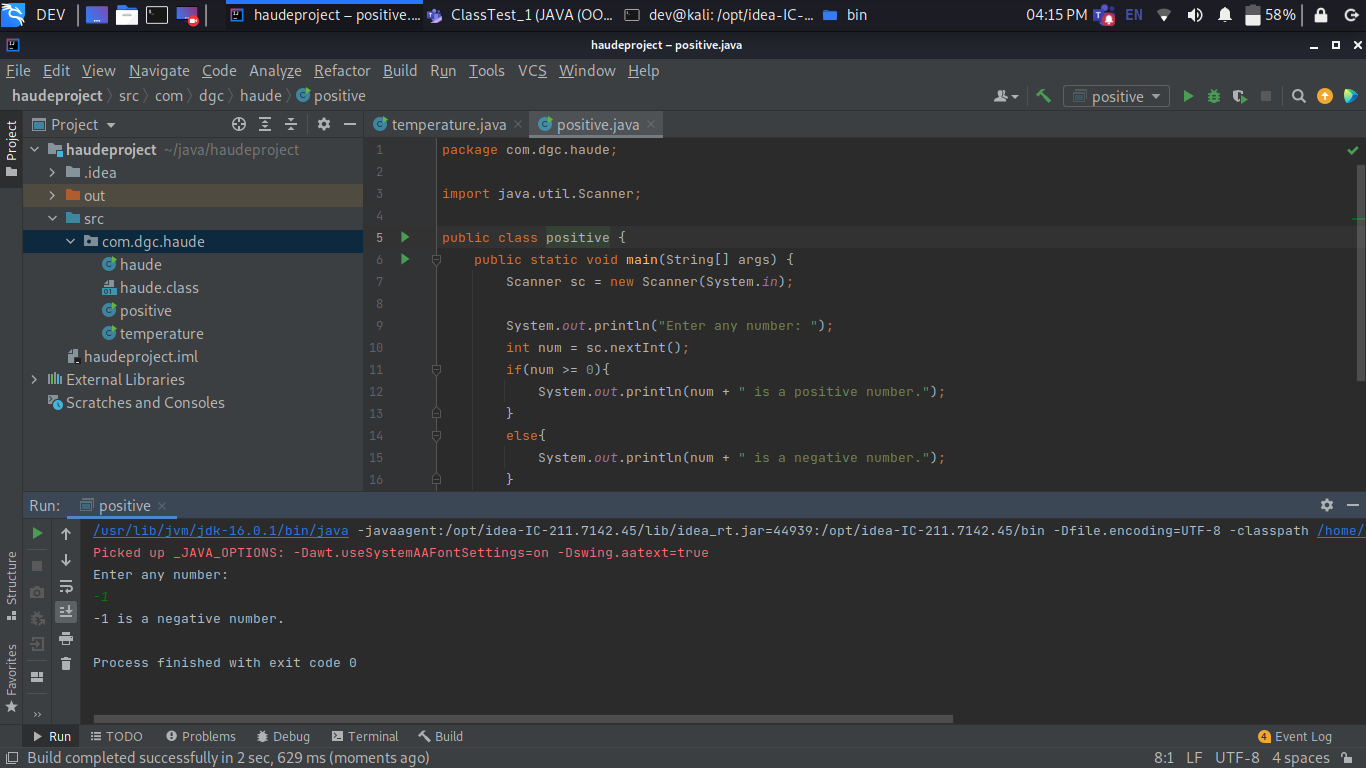 DEV haudeproject – positive.... ClassTest_1 (JAVA (OO... dev@kali: /opt/idea-IC-... bin 04:15 PM EN 58%
haudeproject – positive.java
File Edit View Navigate Code Analyze Refactor Build Run Tools VCS Window Help
haudeproject src com dgc haude positive positive
Project
Project
temperature.java positive.java
haudeproject ~/java/haudeproject
.idea
out
src
com.dgc.haude
haude
haude.class
positive
temperature
haudeproject.iml
External Libraries
Scratches and Consoles
1 package com.dgc.haude;
2
3 import java.util.Scanner;
4
5 public class positive {
6 public static void main(String[] args) {
7 Scanner sc = new Scanner(System.in);
8
9 System.out.println("Enter any number: ");
10 int num = sc.nextInt();
11 if(num >= 0){
12 System.out.println(num + " is a positive number.");
13 }
14 else{
15 System.out.println(num + " is a negative number.");
16 }
Run: positive
/usr/lib/jvm/jdk-16.0.1/bin/java -javaagent:/opt/idea-IC-211.7142.45/lib/idea_rt.jar=44939:/opt/idea-IC-211.7142.45/bin -Dfile.encoding=UTF-8 -classpath /home/
Picked up _JAVA_OPTIONS: -Dawt.useSystemAAFontSettings=on -Dswing.aatext=true
Enter any number:
-1
-1 is a negative number.
Process finished with exit code 0
Structure
Favorites
Run TODO Problems Debug Terminal Build 4 Event Log
Build completed successfully in 2 sec, 629 ms (moments ago) 8:1 LF UTF-8 4 spaces